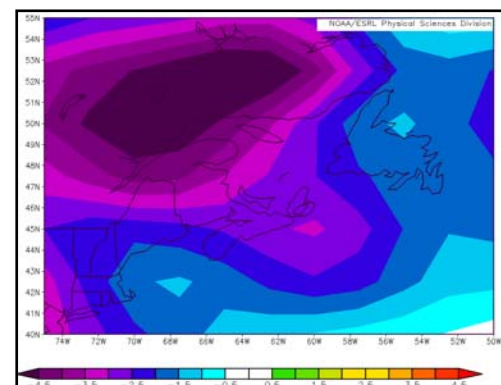 NOAA/ESRL Physical Sciences Division
55N
54N
53N
52N
51N
50N
49N
48N
47N
46N
45N
44N
43N
42N
41N
40N
74W 72W 70W 68W 66W 64W 62W 60W 58W 56W 54W 52W 50W
-4.5 -3.5 -2.5 -1.5 -0.5 0.5 1.5 2.5 3.5 4.5